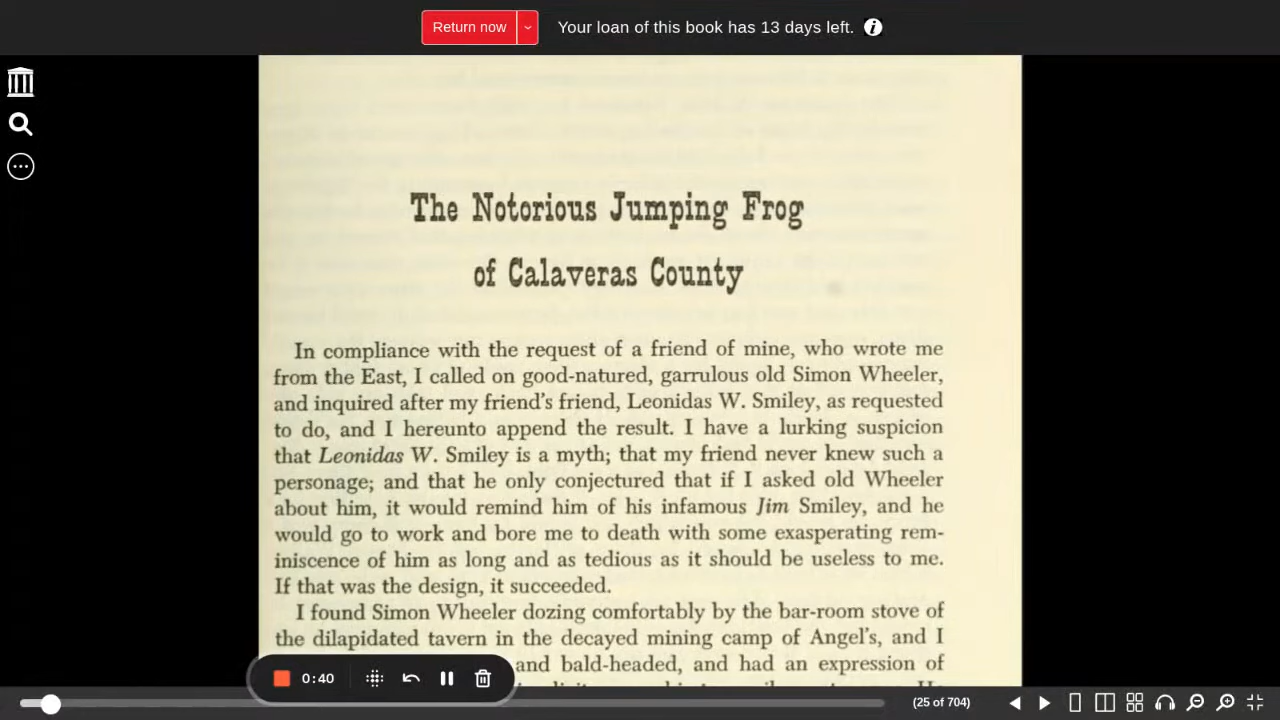 Return now
Your loan of this book has 13 days left.
The Notorious Jumping Frog
of Calaveras County
In compliance with the request of a friend of mine, who wrote me
from the East, I called on good-natured, garrulous old Simon Wheeler,
and inquired after my friend's friend, Leonidas W. Smiley, as requested
to do, and I hereunto append the result. I have a lurking suspicion
that Leonidas W. Smiley is a myth; that my friend never knew such a
personage; and that he only conjectured that if I asked old Wheeler
about him, it would remind him of his infamous Jim Smiley, and he
would go to work and bore me to death with some exasperating rem-
iniscence of him as long and as tedious as it should be useless to me.
If that was the design, it succeeded.
I found Simon Wheeler dozing comfortably by the bar-room stove of
the dilapidated tavern in the decayed mining camp of Angel's, and I
and bald-headed, and had an expression of
0:40
(25 of 704)